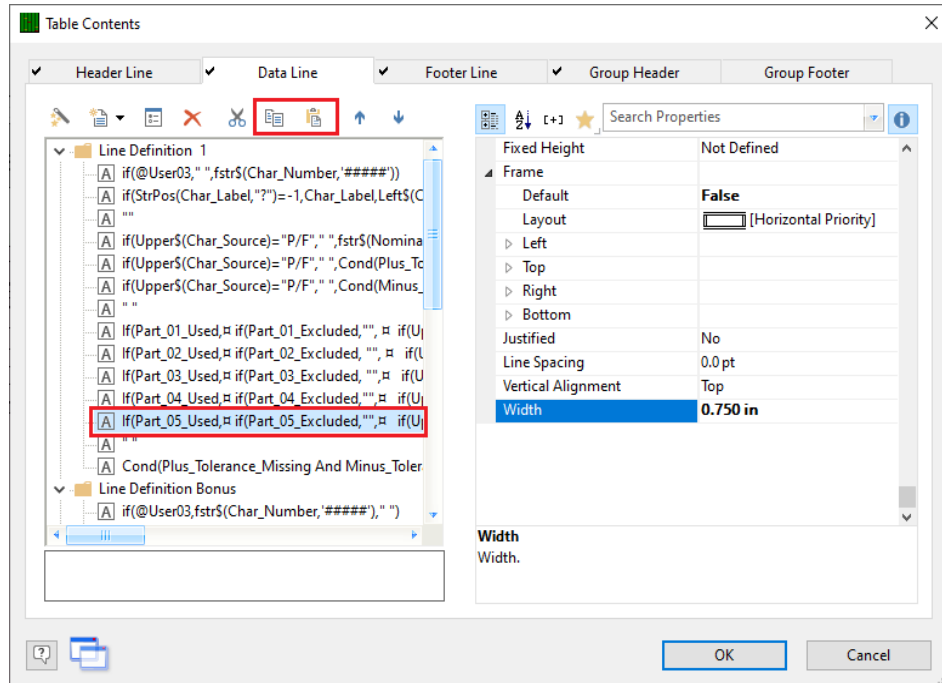 Table Contents
Header Line
Data Line
Footer Line
Group Header
Group Footer
Line Definition 1
if(@User03," ",fstr$(Char_Number,'#####'))
if(StrPos(Char_Label,"?")=-1,Char_Label,Left$(C
""
if(Upper$(Char_Source)="P/F"," ",fstr$(Nomina
if(Upper$(Char_Source)="P/F"," ",Cond(Plus_To
if(Upper$(Char_Source)="P/F"," ",Cond(Minus_
" "
If(Part_01_Used,¤ if(Part_01_Excluded,"",¤ if(U
If(Part_02_Used,¤ if(Part_02_Excluded, "", ¤ if(U
If(Part_03_Used,¤ if(Part_03_Excluded, "",¤ if(U
If(Part_04_Used,¤ if(Part_04_Excluded,"",¤ if(U
If(Part_05_Used,¤ if(Part_05_Excluded,"",¤ if(U
" "
Cond(Plus_Tolerance_Missing And Minus_Toler
Line Definition Bonus
if(@User03,fstr$(Char_Number,'#####')," ")
Search Properties
Fixed Height Not Defined
Frame
Default False
Layout [Horizontal Priority]
Left
Top
Right
Bottom
Justified No
Line Spacing 0.0 pt
Vertical Alignment Top
Width 0.750 in
Width
Width.
OK
Cancel